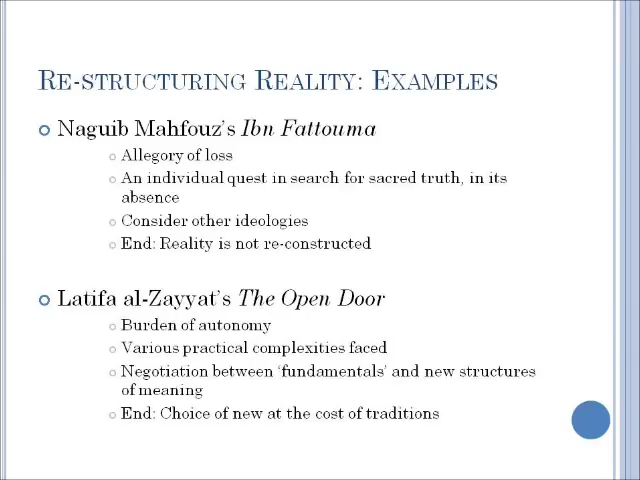 RE-STRUCTURING REALITY: EXAMPLES
Naguib Mahfouz's Ibn Fattouma
Allegory of loss
An individual quest in search for sacred truth, in its
absence
Consider other ideologies
End: Reality is not re-constructed
Latifa al-Zayyat's The Open Door
Burden of autonomy
Various practical complexities faced
Negotiation between 'fundamentals' and new structures
of meaning
End: Choice of new at the cost of traditions